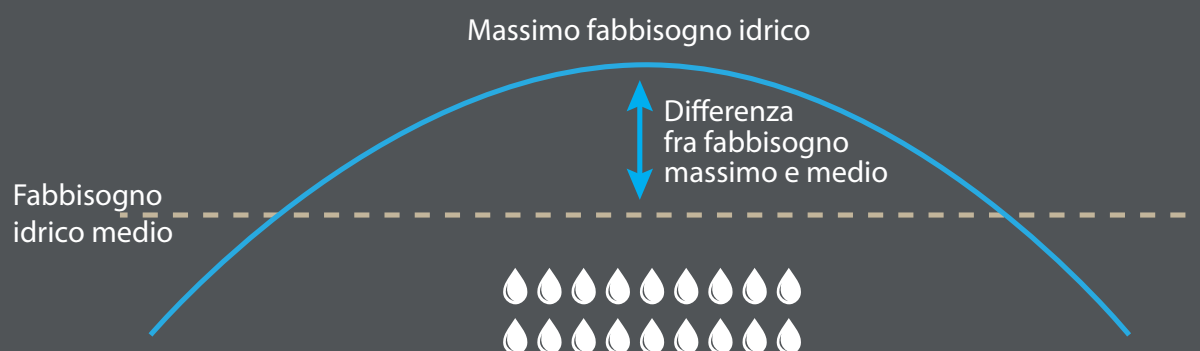 Massimo fabbisogno idrico
Differenza
fra fabbisogno
massimo e medio
Fabbisogno
idrico medio